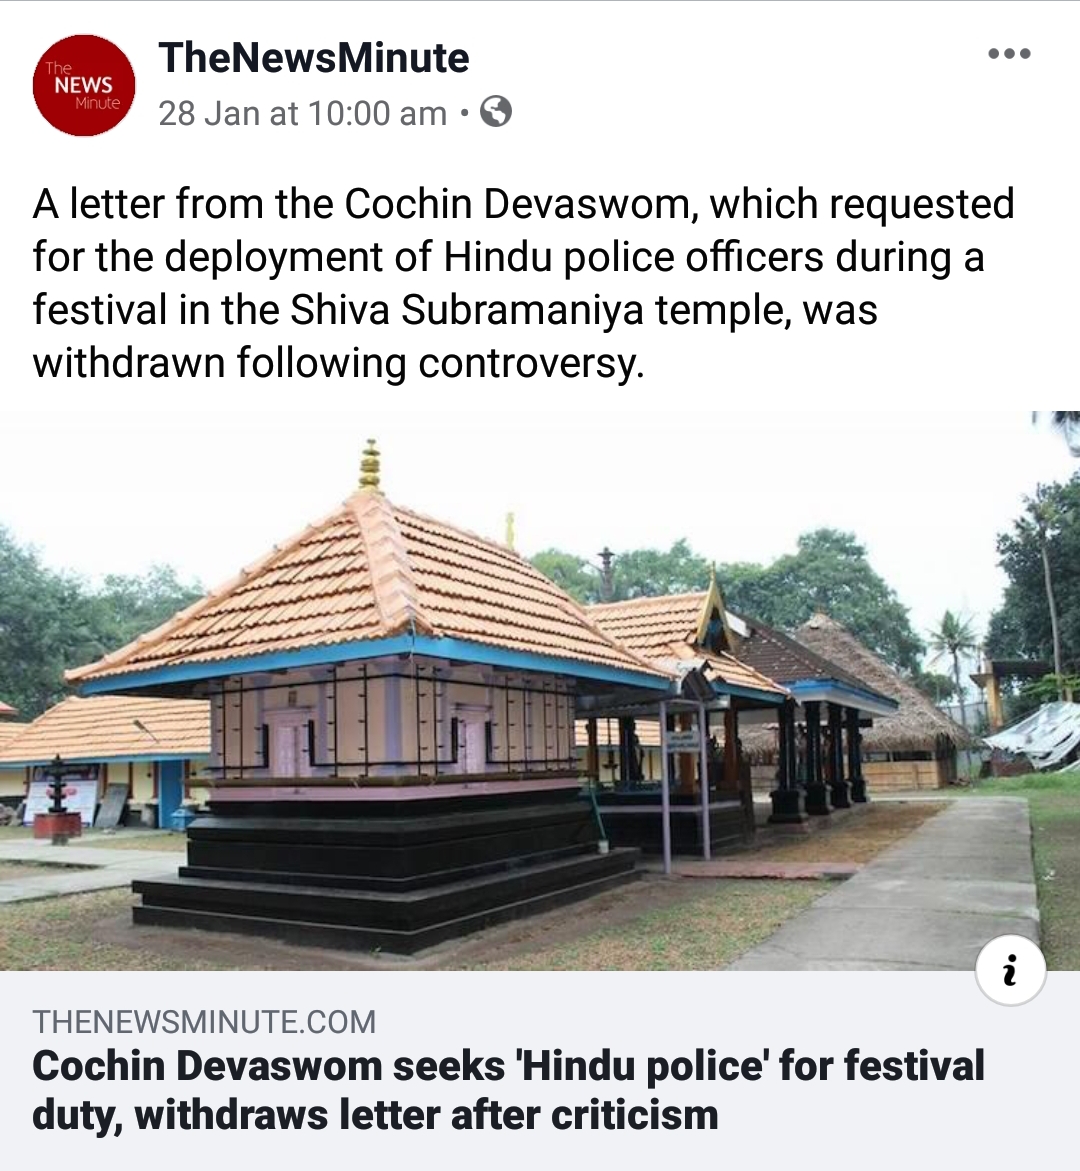 The
NEWS
Minute
TheNewsMinute
28 Jan at 10:00 am •
A letter from the Cochin Devaswom, which requested
for the deployment of Hindu police officers during a
festival in the Shiva Subramaniya temple, was
withdrawn following controversy.
i
THENEWSMINUTE.COM
Cochin Devaswom seeks 'Hindu police' for festival
duty, withdraws letter after criticism